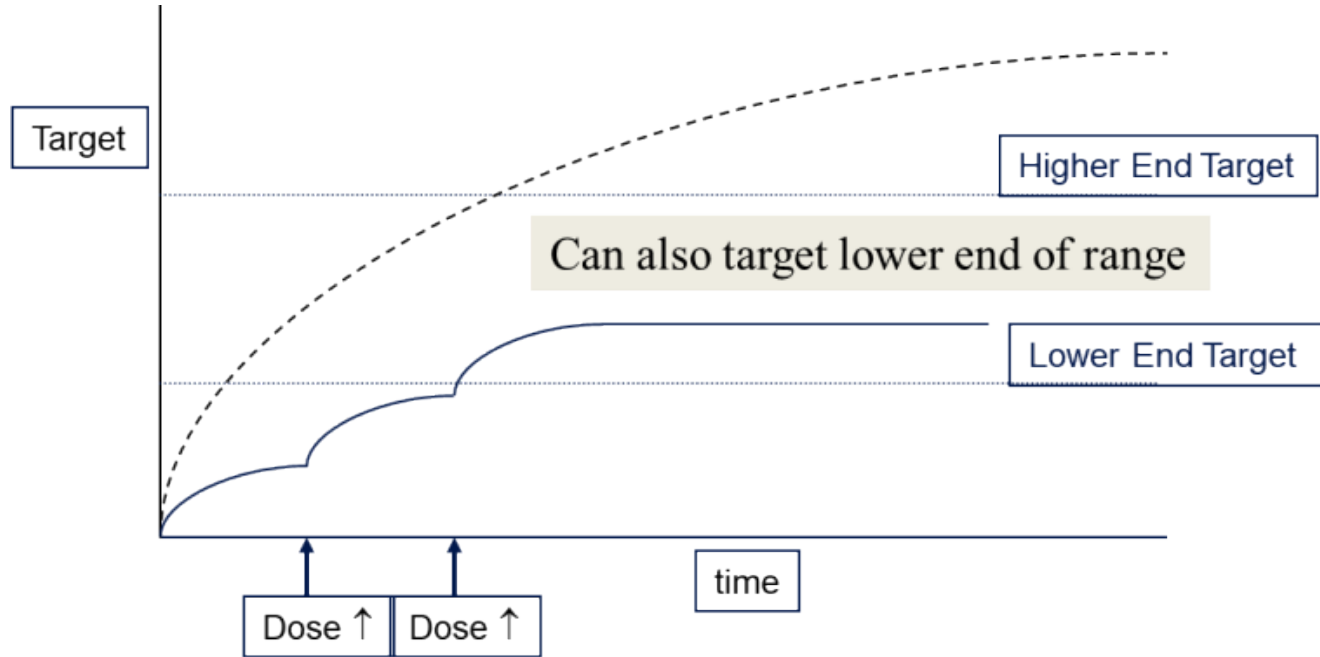 Target
Higher End Target
Can also target lower end of range
Lower End Target
time
Dose ↑
Dose ↑